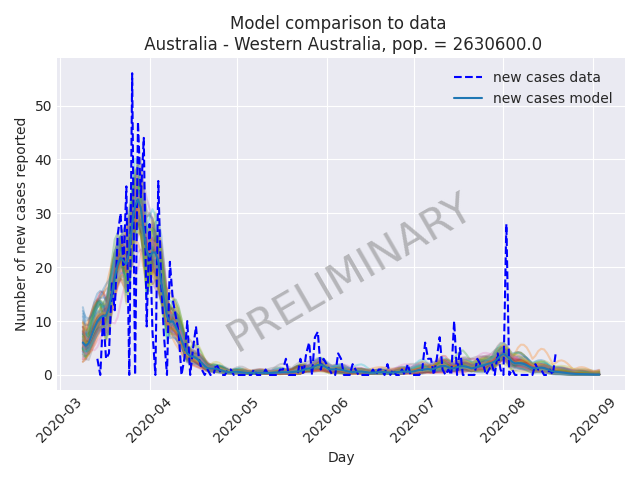 Model comparison to data
Australia - Western Australia, pop. = 2630600.0
new cases data
new cases model
PRELIMINARY
Number of new cases reported
50
40
30
20
10
0
2020-03
2020-04
2020-05
2020-06
2020-07
2020-08
2020-09
Day